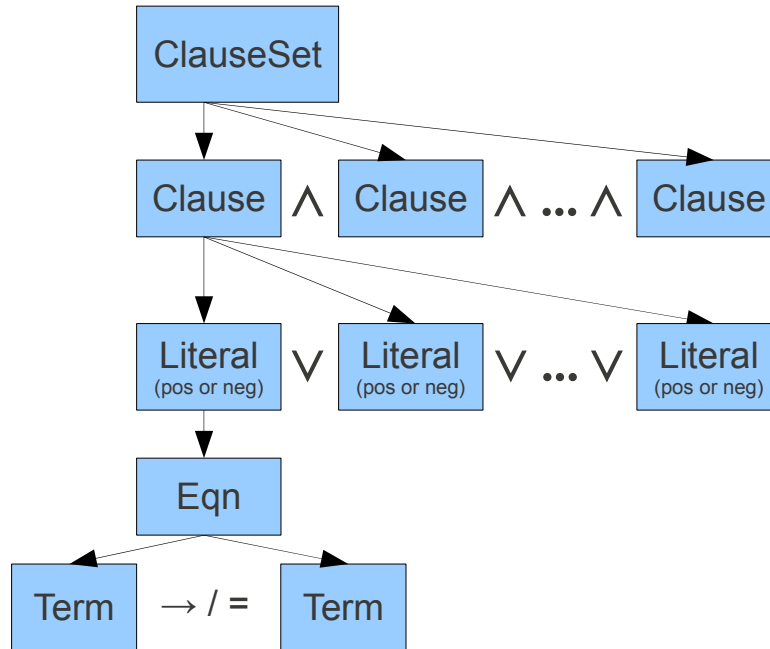 ClauseSet
Clause ∧ Clause ∧ ... ∧ Clause
Literal ∨ Literal ∨ ... ∨ Literal
(pos or neg) (pos or neg) (pos or neg)
Eqn
Term → / = Term